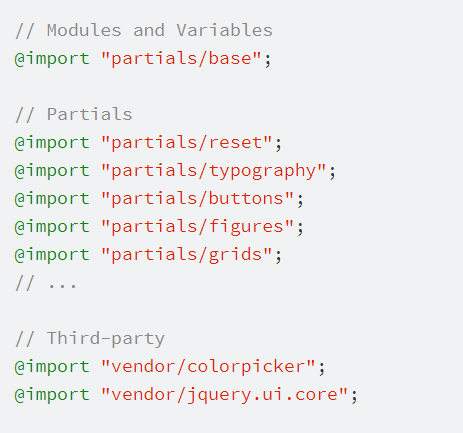 // Modules and Variables
@import "partials/base";
// Partials
@import "partials/reset";
@import "partials/typography";
@import "partials/buttons";
@import "partials/figures";
@import "partials/grids";
// ...
// Third-party
@import "vendor/colorpicker";
@import "vendor/jquery.ui.core";